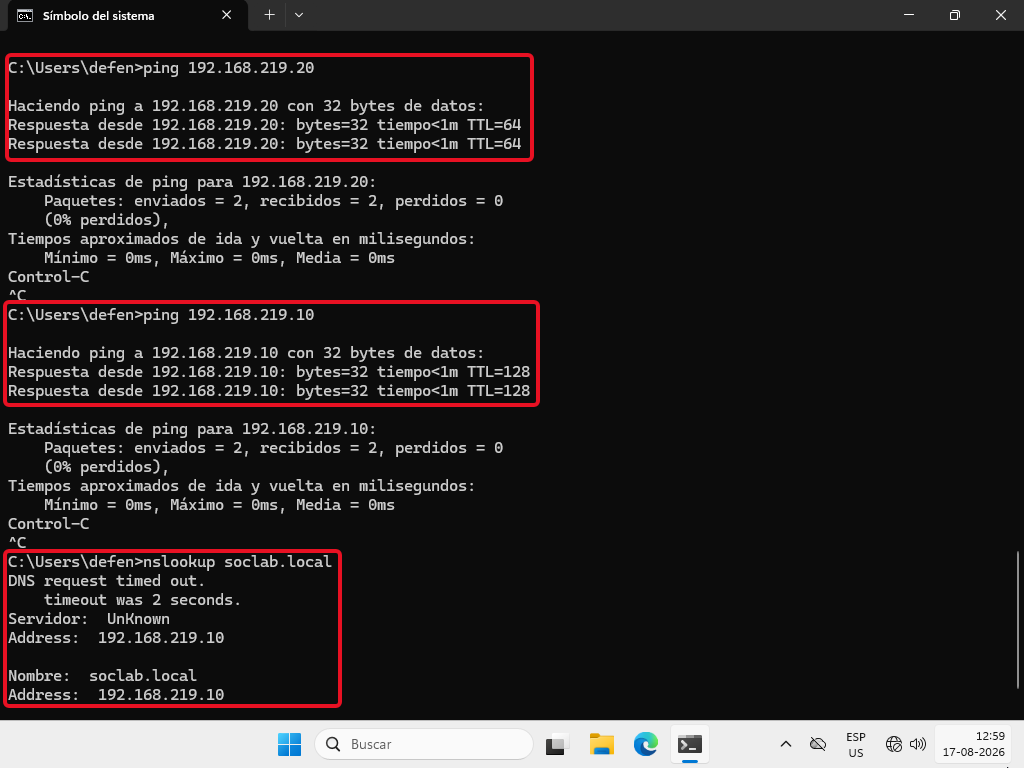 Símbolo del sistema
C:\Users\defen>ping 192.168.219.20
Haciendo ping a 192.168.219.20 con 32 bytes de datos:
Respuesta desde 192.168.219.20: bytes=32 tiempo<1m TTL=64
Respuesta desde 192.168.219.20: bytes=32 tiempo<1m TTL=64
Estadísticas de ping para 192.168.219.20:
    Paquetes: enviados = 2, recibidos = 2, perdidos = 0
    (0% perdidos),
Tiempos aproximados de ida y vuelta en milisegundos:
    Mínimo = 0ms, Máximo = 0ms, Media = 0ms
Control-C
^C
C:\Users\defen>ping 192.168.219.10
Haciendo ping a 192.168.219.10 con 32 bytes de datos:
Respuesta desde 192.168.219.10: bytes=32 tiempo<1m TTL=128
Respuesta desde 192.168.219.10: bytes=32 tiempo<1m TTL=128
Estadísticas de ping para 192.168.219.10:
    Paquetes: enviados = 2, recibidos = 2, perdidos = 0
    (0% perdidos),
Tiempos aproximados de ida y vuelta en milisegundos:
    Mínimo = 0ms, Máximo = 0ms, Media = 0ms
Control-C
^C
C:\Users\defen>nslookup soclab.local
DNS request timed out.
    timeout was 2 seconds.
Servidor:  UnKnown
Address:  192.168.219.10
Nombre:  soclab.local
Address:  192.168.219.10
Buscar
ESP
US
12:59
17-08-2026